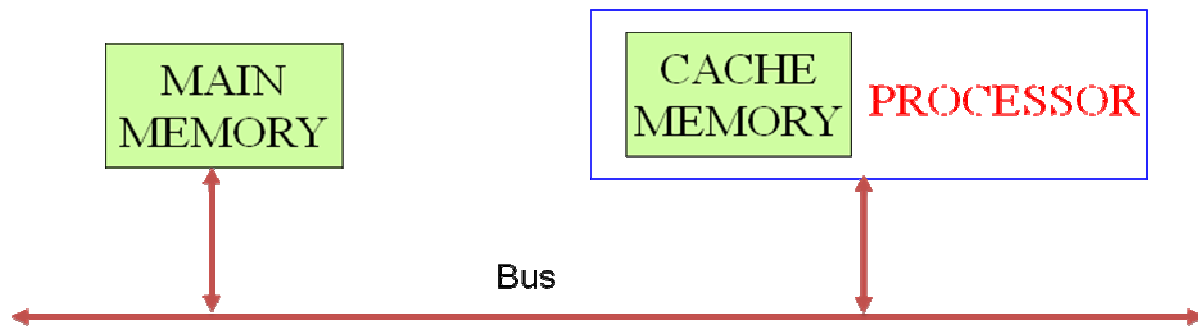 MAIN
MEMORY
CACHE
MEMORY
PROCESSOR
Bus